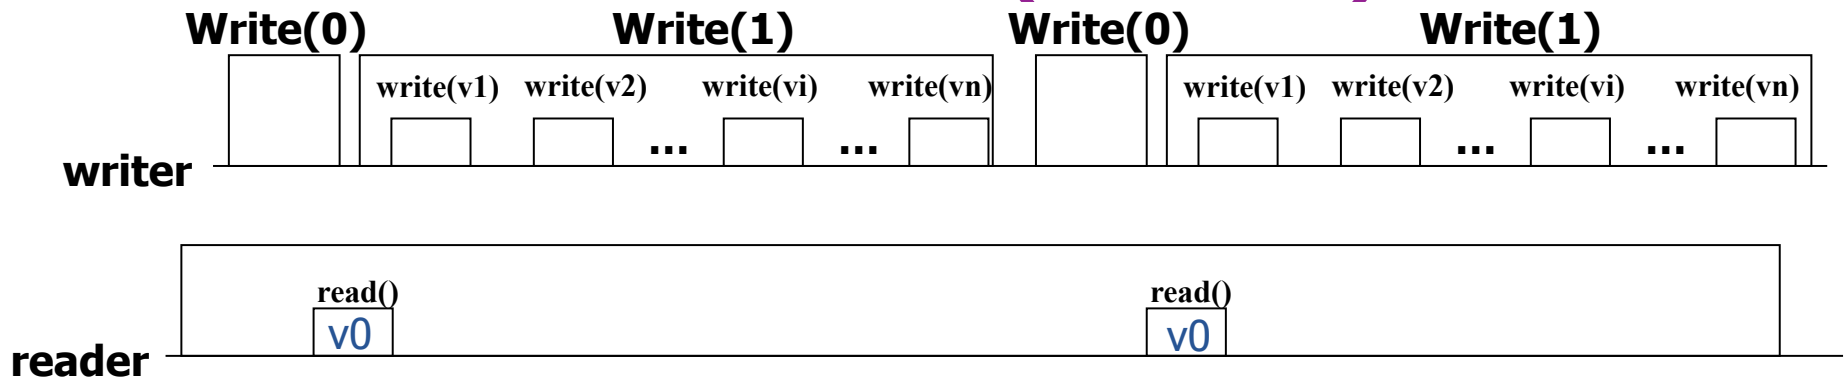 Write(0) Write(1) Write(0) Write(1)
write(v1) write(v2) write(vi) write(vn) write(v1) write(v2) write(vi) write(vn)
... ... ... ...
writer
read() read()
v0 v0
reader